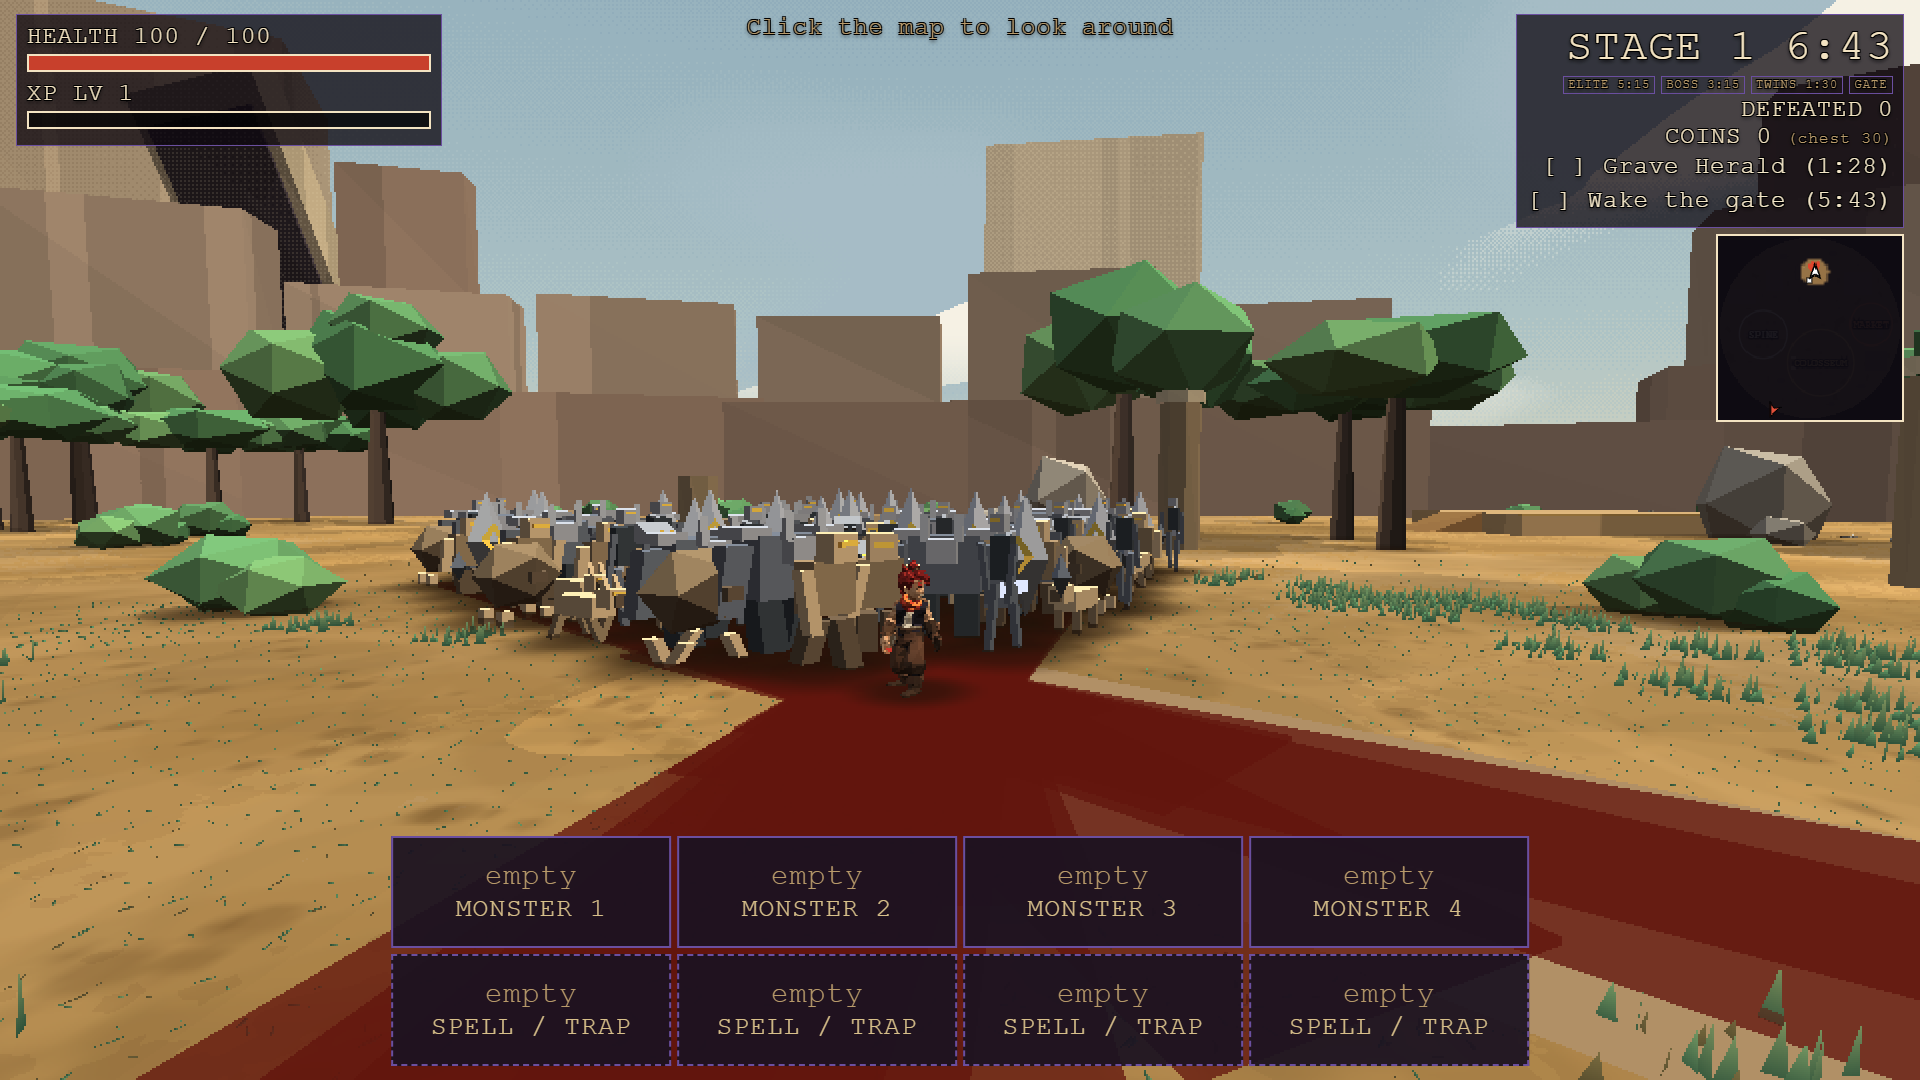 HEALTH 100 / 100
XP LV 1
Click the map to look around
STAGE 1 6:43
ELITE 5:15 BOSS 3:15 TWINS 1:30 GATE
DEFEATED 0
COINS 0 (chest 30)
[ ] Grave Herald (1:28)
[ ] Wake the gate (5:43)
empty empty empty empty
MONSTER 1 MONSTER 2 MONSTER 3 MONSTER 4
empty empty empty empty
SPELL / TRAP SPELL / TRAP SPELL / TRAP SPELL / TRAP